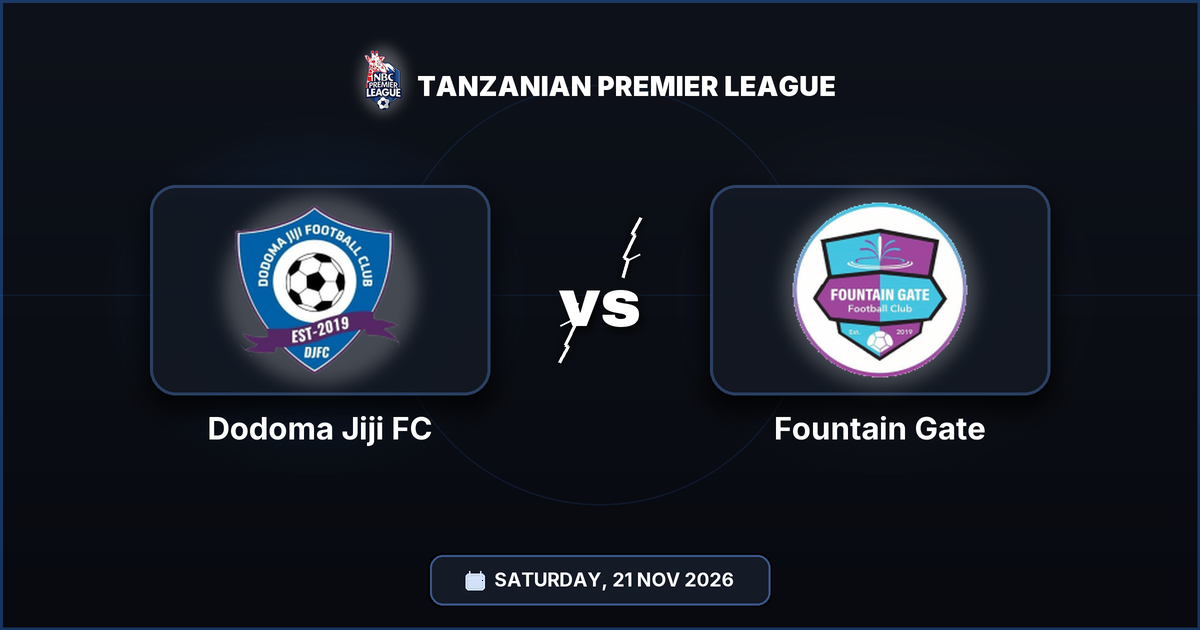 NBC
PREMIER
LEAGUE
TANZANIAN PREMIER LEAGUE
DODOMA JIJI FOOTBALL CLUB
EST-2019
DJFC
vs
FOUNTAIN GATE
Football Club
Est. 2019
Dodoma Jiji FC
Fountain Gate
SATURDAY, 21 NOV 2026